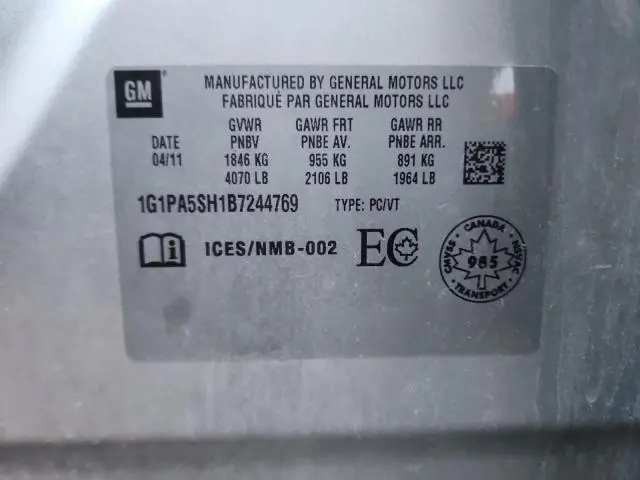 GM
MANUFACTURED BY GENERAL MOTORS LLC
FABRIQUÉ PAR GENERAL MOTORS LLC
GVWR GAWR FRT GAWR RR
DATE PNBV PNBE AV. PNBE ARR.
04/11 1846 KG 955 KG 891 KG
4070 LB 2106 LB 1964 LB
1G1PA5SH1B7244769 TYPE: PC/VT
i ICES/NMB-002 EC
CANADA
CMVSS 985 NSVAC
TRANSPORT